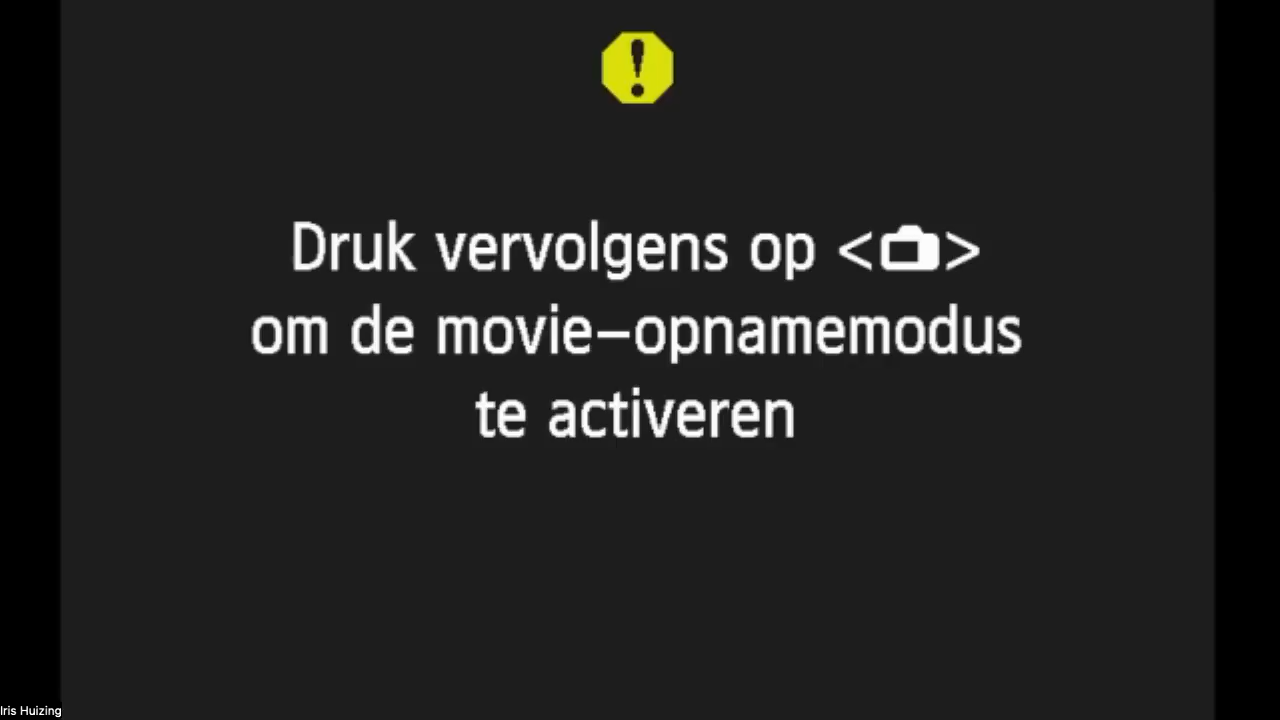 Druk vervolgens op <📷>
om de movie-opnamemodus
te activeren
Iris Huizing